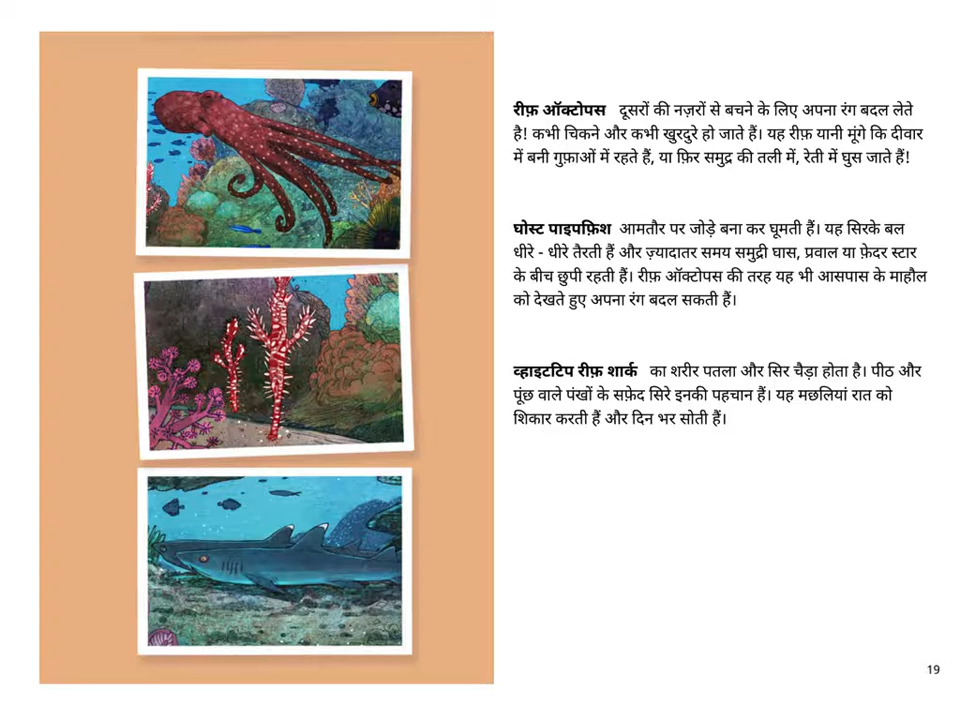 रीफ़ ऑक्टोपस दूसरों की नज़रों से बचने के लिए अपना रंग बदल लेते
है! कभी चिकने और कभी खुरदुरे हो जाते हैं। यह रीफ़ यानी मूंगे कि दीवार
में बनी गुफ़ाओं में रहते हैं, या फ़िर समुद्र की तली में, रेती में घुस जाते हैं!
घोस्ट पाइपफ़िश आमतौर पर जोड़े बना कर घूमती हैं। यह सिरके बल
धीरे - धीरे तैरती हैं और ज़्यादातर समय समुद्री घास, प्रवाल या फ़ेदर स्टार
के बीच छुपी रहती हैं। रीफ़ ऑक्टोपस की तरह यह भी आसपास के माहौल
को देखते हुए अपना रंग बदल सकती हैं।
व्हाइटटिप रीफ़ शार्क का शरीर पतला और सिर चैड़ा होता है। पीठ और
पूंछ वाले पंखों के सफ़ेद सिरे इनकी पहचान हैं। यह मछलियां रात को
शिकार करती हैं और दिन भर सोती हैं।
19